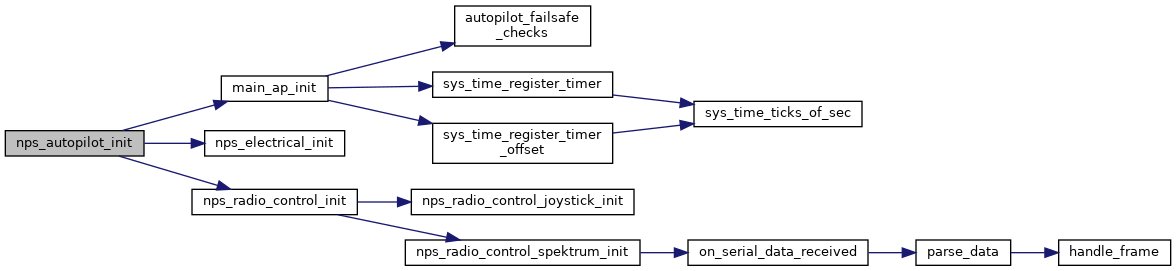 autopilot_failsafe
_checks
main_ap_init
sys_time_register_timer
sys_time_ticks_of_sec
nps_autopilot_init
nps_electrical_init
sys_time_register_timer
_offset
nps_radio_control_init
nps_radio_control_joystick_init
nps_radio_control_spektrum_init
on_serial_data_received
parse_data
handle_frame